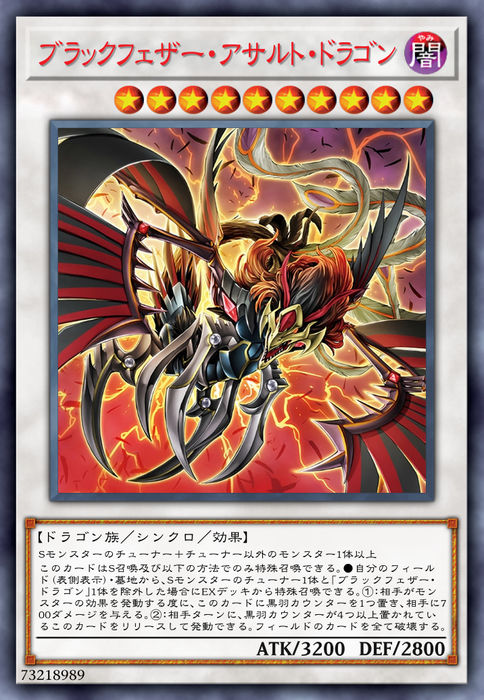 ブラックフェザー・アサルト・ドラゴン
やみ
闇
【ドラゴン族／シンクロ／効果】
Sモンスターのチューナー＋チューナー以外のモンスター1体以上
このカードはS召喚及び以下の方法でのみ特殊召喚できる。●自分のフィール
ド(表側表示)・墓地から、Sモンスターのチューナー1体と「ブラックフェザー・
ドラゴン」1体を除外した場合にEXデッキから特殊召喚できる。①：相手がモン
スターの効果を発動する度に、このカードに黒羽カウンターを1つ置き、相手に7
00ダメージを与える。②：相手ターンに、黒羽カウンターが4つ以上置かれてい
るこのカードをリリースして発動できる。フィールドのカードを全て破壊する。
ATK/3200 DEF/2800
73218989